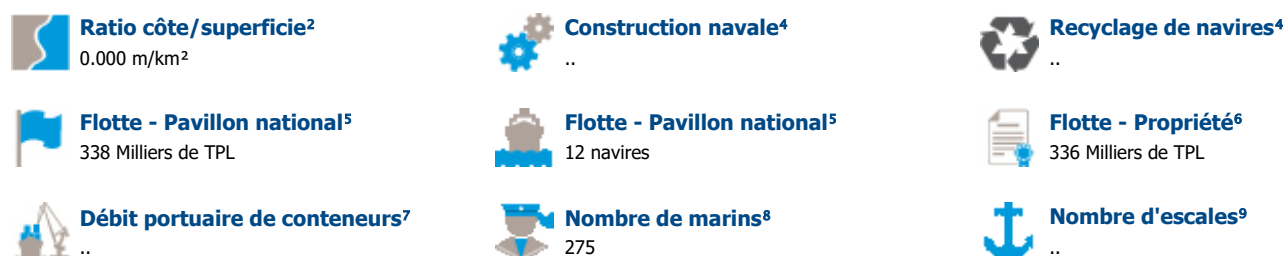 Ratio côte/superficie²
0.000 m/km²
Construction navale⁴
..
Recyclage de navires⁴
..
Flotte - Pavillon national⁵
338 Milliers de TPL
Flotte - Pavillon national⁵
12 navires
Flotte - Propriété⁶
336 Milliers de TPL
Débit portuaire de conteneurs⁷
..
Nombre de marins⁸
275
Nombre d'escales⁹
..